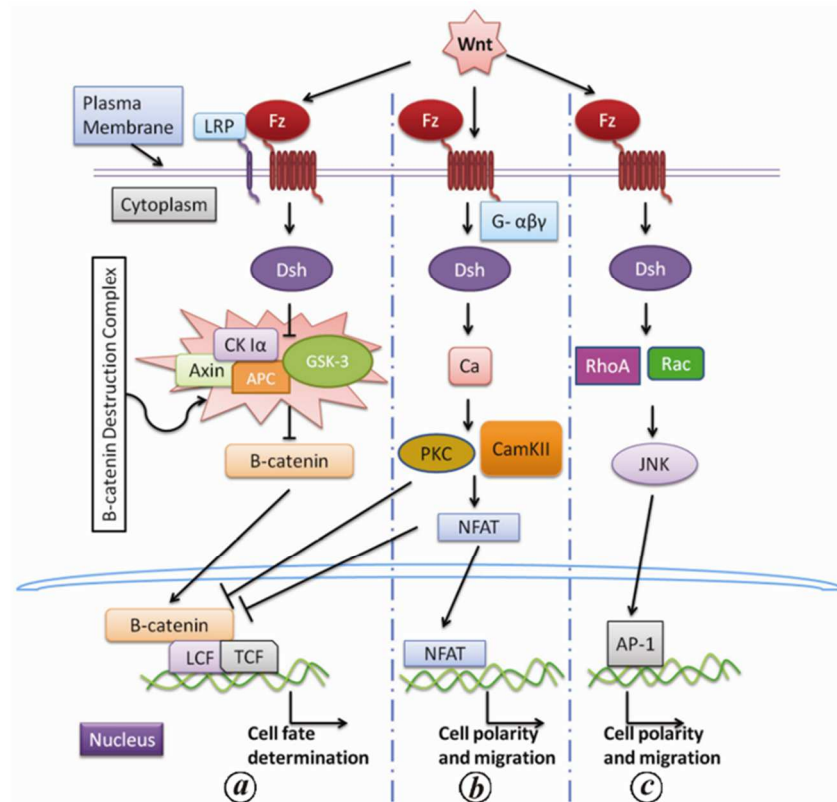 Wnt
Plasma
Membrane
LRP
Fz
Fz
Fz
Cytoplasm
G- αβγ
Dsh
Dsh
Dsh
B-catenin Destruction Complex
CK Iα
GSK-3
Axin
APC
Ca
RhoA
Rac
B-catenin
PKC
CamKII
JNK
NFAT
B-catenin
LCF
TCF
NFAT
AP-1
Nucleus
Cell fate
determination
Cell polarity
and migration
Cell polarity
and migration
a
b
c